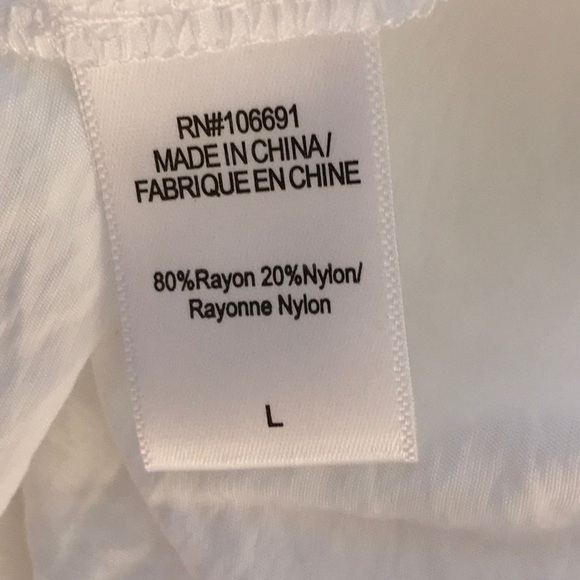 RN#106691
MADE IN CHINA/
FABRIQUE EN CHINE
80%Rayon 20%Nylon/
Rayonne Nylon
L